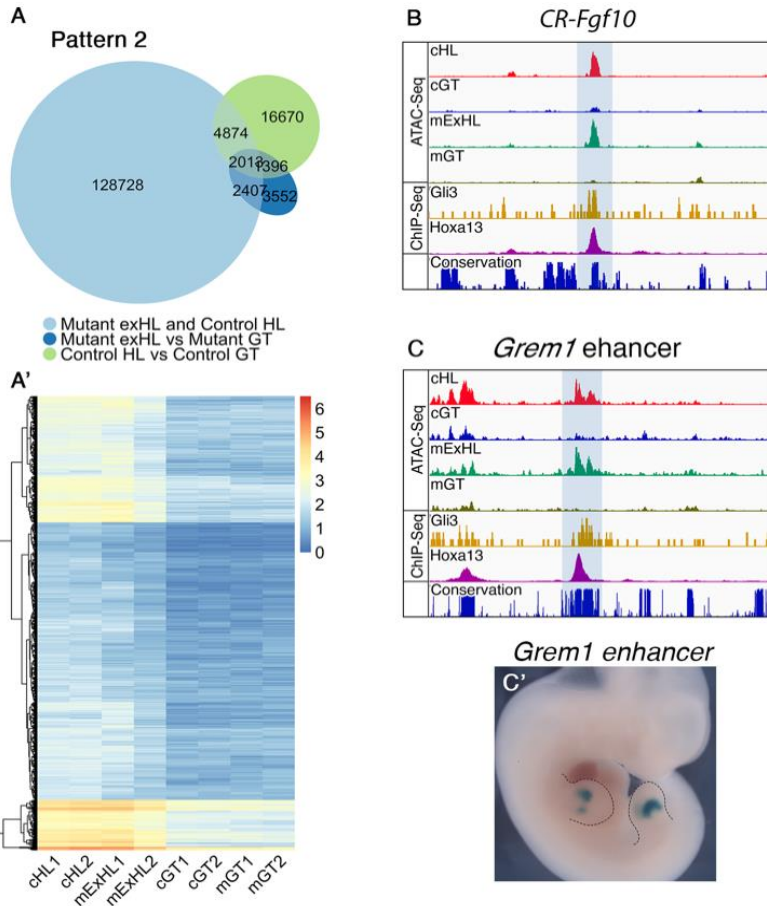 A
Pattern 2
128728
4874
16670
2013
1396
2407
3552
Mutant exHL and Control HL
Mutant exHL vs Mutant GT
Control HL vs Control GT
A'
6
5
4
3
2
1
0
cHL1
cHL2
mExHL1
mExHL2
cGT1
cGT2
mGT1
mGT2
B
CR-Fgf10
ATAC-Seq
cHL
cGT
mExHL
mGT
ChIP-Seq
Gli3
Hoxa13
Conservation
C
Grem1 ehancer
ATAC-Seq
cHL
cGT
mExHL
mGT
ChIP-Seq
Gli3
Hoxa13
Conservation
Grem1 enhancer
C'